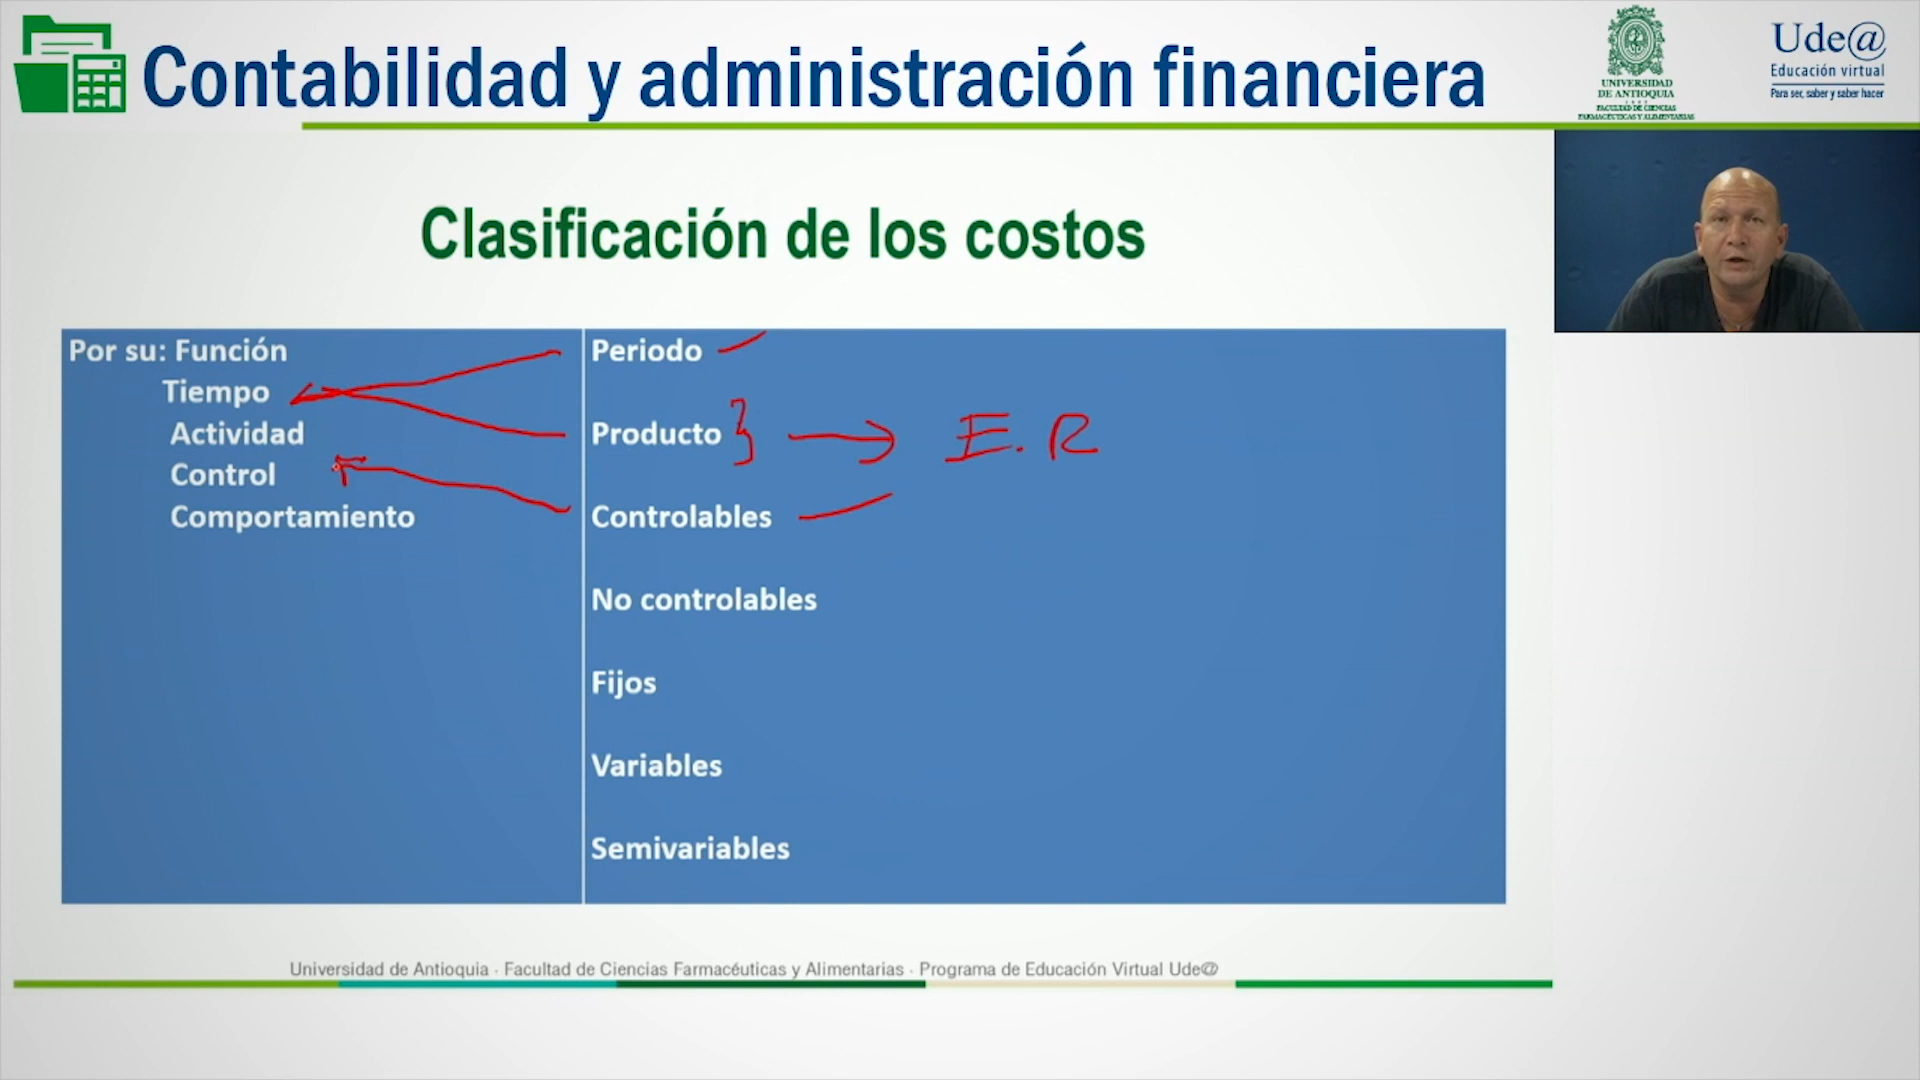 Contabilidad y administración financiera
UNIVERSIDAD
DE ANTIOQUIA
1803
FACULTAD DE CIENCIAS
FARMACÉUTICAS Y ALIMENTARIAS
Ude@
Educación virtual
Para ser, saber y saber hacer
Clasificación de los costos
Por su: Función
Tiempo
Actividad
Control
Comportamiento
Periodo
Producto } → E.R
Controlables
No controlables
Fijos
Variables
Semivariables
Universidad de Antioquia · Facultad de Ciencias Farmacéuticas y Alimentarias · Programa de Educación Virtual Ude@